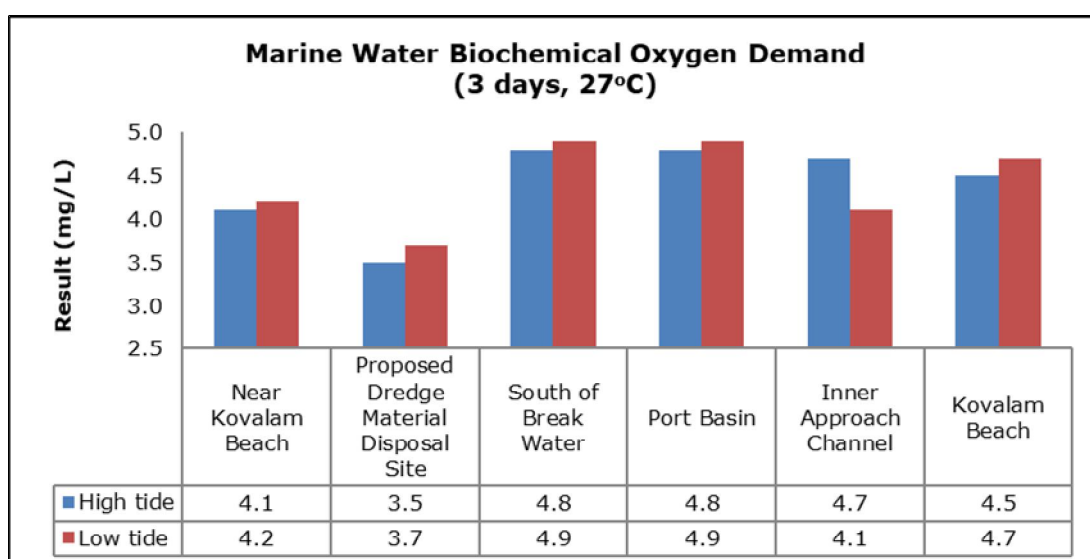 Marine Water Biochemical Oxygen Demand
(3 days, 27ºC)
Result (mg/L)
5.0
4.5
4.0
3.5
3.0
2.5
Near
Kovalam
Beach
Proposed
Dredge
Material
Disposal
Site
South of
Break
Water
Port Basin
Inner
Approach
Channel
Kovalam
Beach
High tide 4.1 3.5 4.8 4.8 4.7 4.5
Low tide 4.2 3.7 4.9 4.9 4.1 4.7